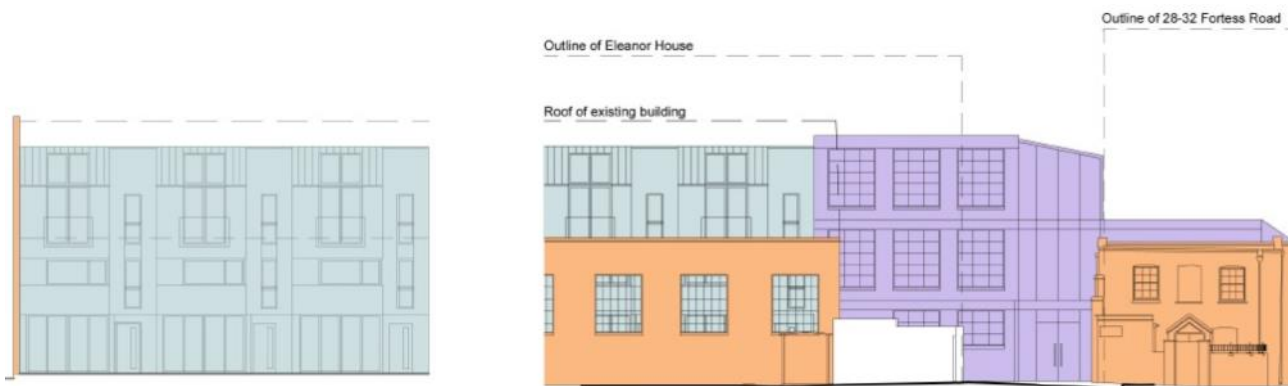 Outline of 28-32 Fortess Road
Outline of Eleanor House
Roof of existing building